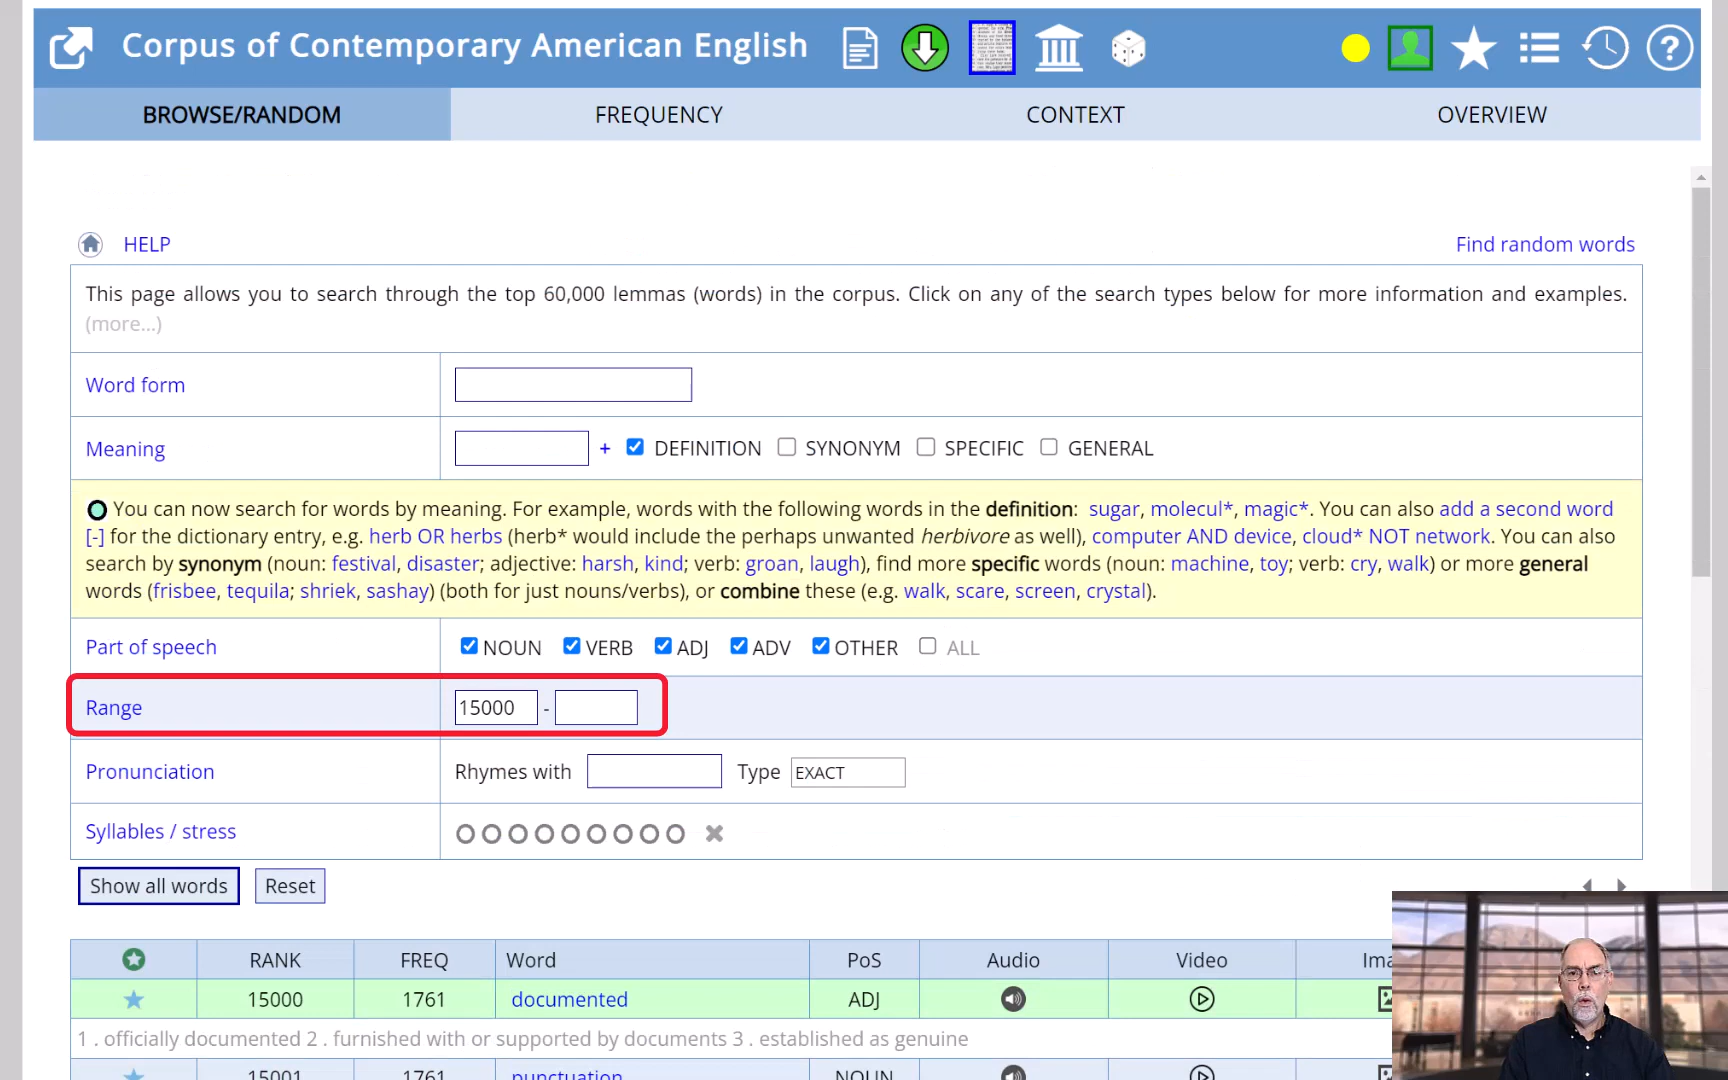 Corpus of Contemporary American English
BROWSE/RANDOM FREQUENCY CONTEXT OVERVIEW
HELP Find random words
This page allows you to search through the top 60,000 lemmas (words) in the corpus. Click on any of the search types below for more information and examples.
(more...)
Word form
Meaning + DEFINITION SYNONYM SPECIFIC GENERAL
You can now search for words by meaning. For example, words with the following words in the definition: sugar, molecul*, magic*. You can also add a second word
[-] for the dictionary entry, e.g. herb OR herbs (herb* would include the perhaps unwanted herbivore as well), computer AND device, cloud* NOT network. You can also
search by synonym (noun: festival, disaster; adjective: harsh, kind; verb: groan, laugh), find more specific words (noun: machine, toy; verb: cry, walk) or more general
words (frisbee, tequila; shriek, sashay) (both for just nouns/verbs), or combine these (e.g. walk, scare, screen, crystal).
Part of speech NOUN VERB ADJ ADV OTHER ALL
Range 15000 -
Pronunciation Rhymes with Type EXACT
Syllables / stress
Show all words Reset
RANK FREQ Word PoS Audio Video Ima
15000 1761 documented ADJ
1 . officially documented 2 . furnished with or supported by documents 3 . established as genuine
15001 1761 punctuation NOUN